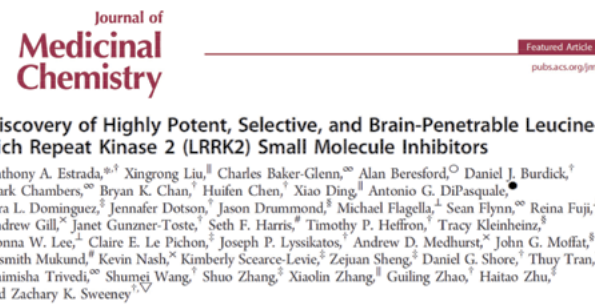 Journal of
Medicinal
Chemistry
Featured Article
pubs.acs.org/jm
iscovery of Highly Potent, Selective, and Brain-Penetrable Leucine
ich Repeat Kinase 2 (LRRK2) Small Molecule Inhibitors
nthony A. Estrada,*,† Xingrong Liu,∥ Charles Baker-Glenn,∞ Alan Beresford,○ Daniel J. Burdick,†
ark Chambers,∞ Bryan K. Chan,† Huifen Chen,† Xiao Ding,∥ Antonio G. DiPasquale,●
ra L. Dominguez,‡ Jennafer Dotson,† Jason Drummond,§ Michael Flagella,⊥ Sean Flynn,∞ Reina Fuji,
ndrew Gill,× Janet Gunzner-Toste,† Seth F. Harris,# Timothy P. Heffron,† Tracy Kleinheinz,§
onna W. Lee,⊥ Claire E. Le Pichon,‡ Joseph P. Lyssikatos,† Andrew D. Medhurst,× John G. Moffat,§
smith Mukund,# Kevin Nash,× Kimberly Scearce-Levie,‡ Zejuan Sheng,‡ Daniel G. Shore,† Thuy Tran,
himisha Trivedi,∞ Shumei Wang,† Shuo Zhang,‡ Xiaolin Zhang,∥ Guiling Zhao,† Haitao Zhu,‡
d Zachary K. Sweeney†,▽